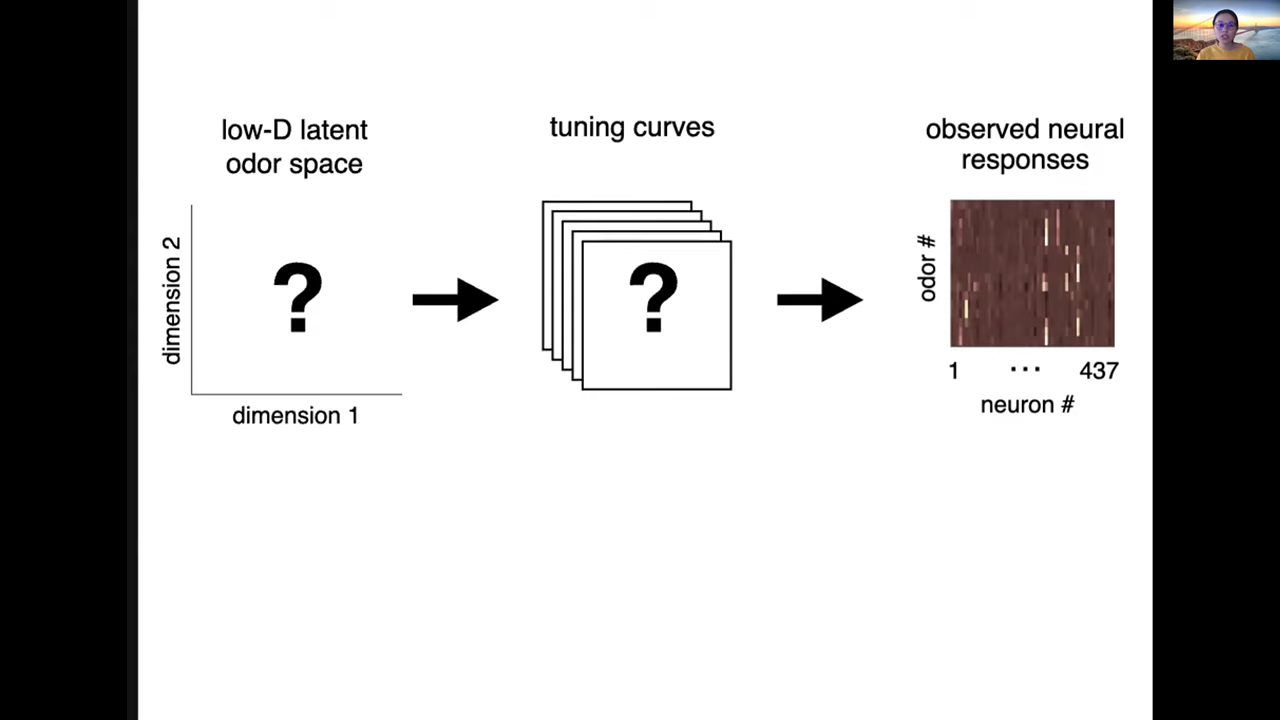 low-D latent
odor space
dimension 2
?
dimension 1
tuning curves
?
observed neural
responses
odor #
1 ... 437
neuron #